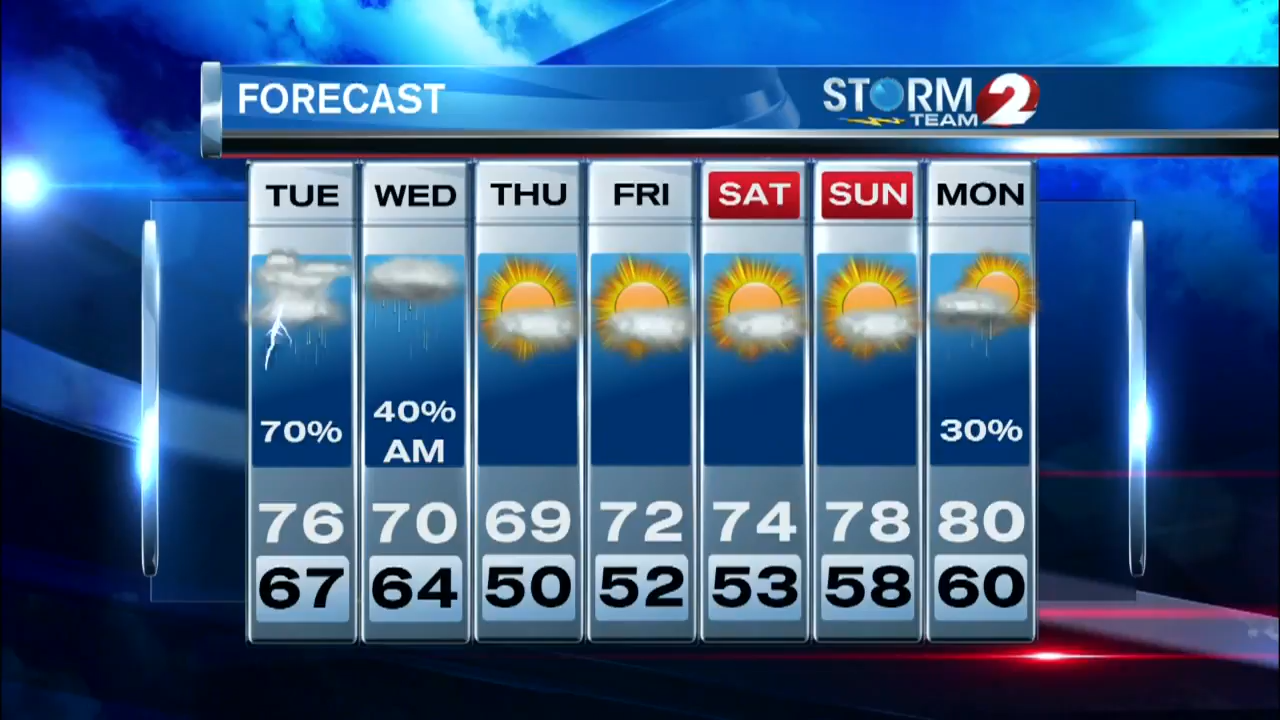 FORECAST
STORM
TEAM 2
TUE WED THU FRI SAT SUN MON
70% 40% AM 30%
76 70 69 72 74 78 80
67 64 50 52 53 58 60